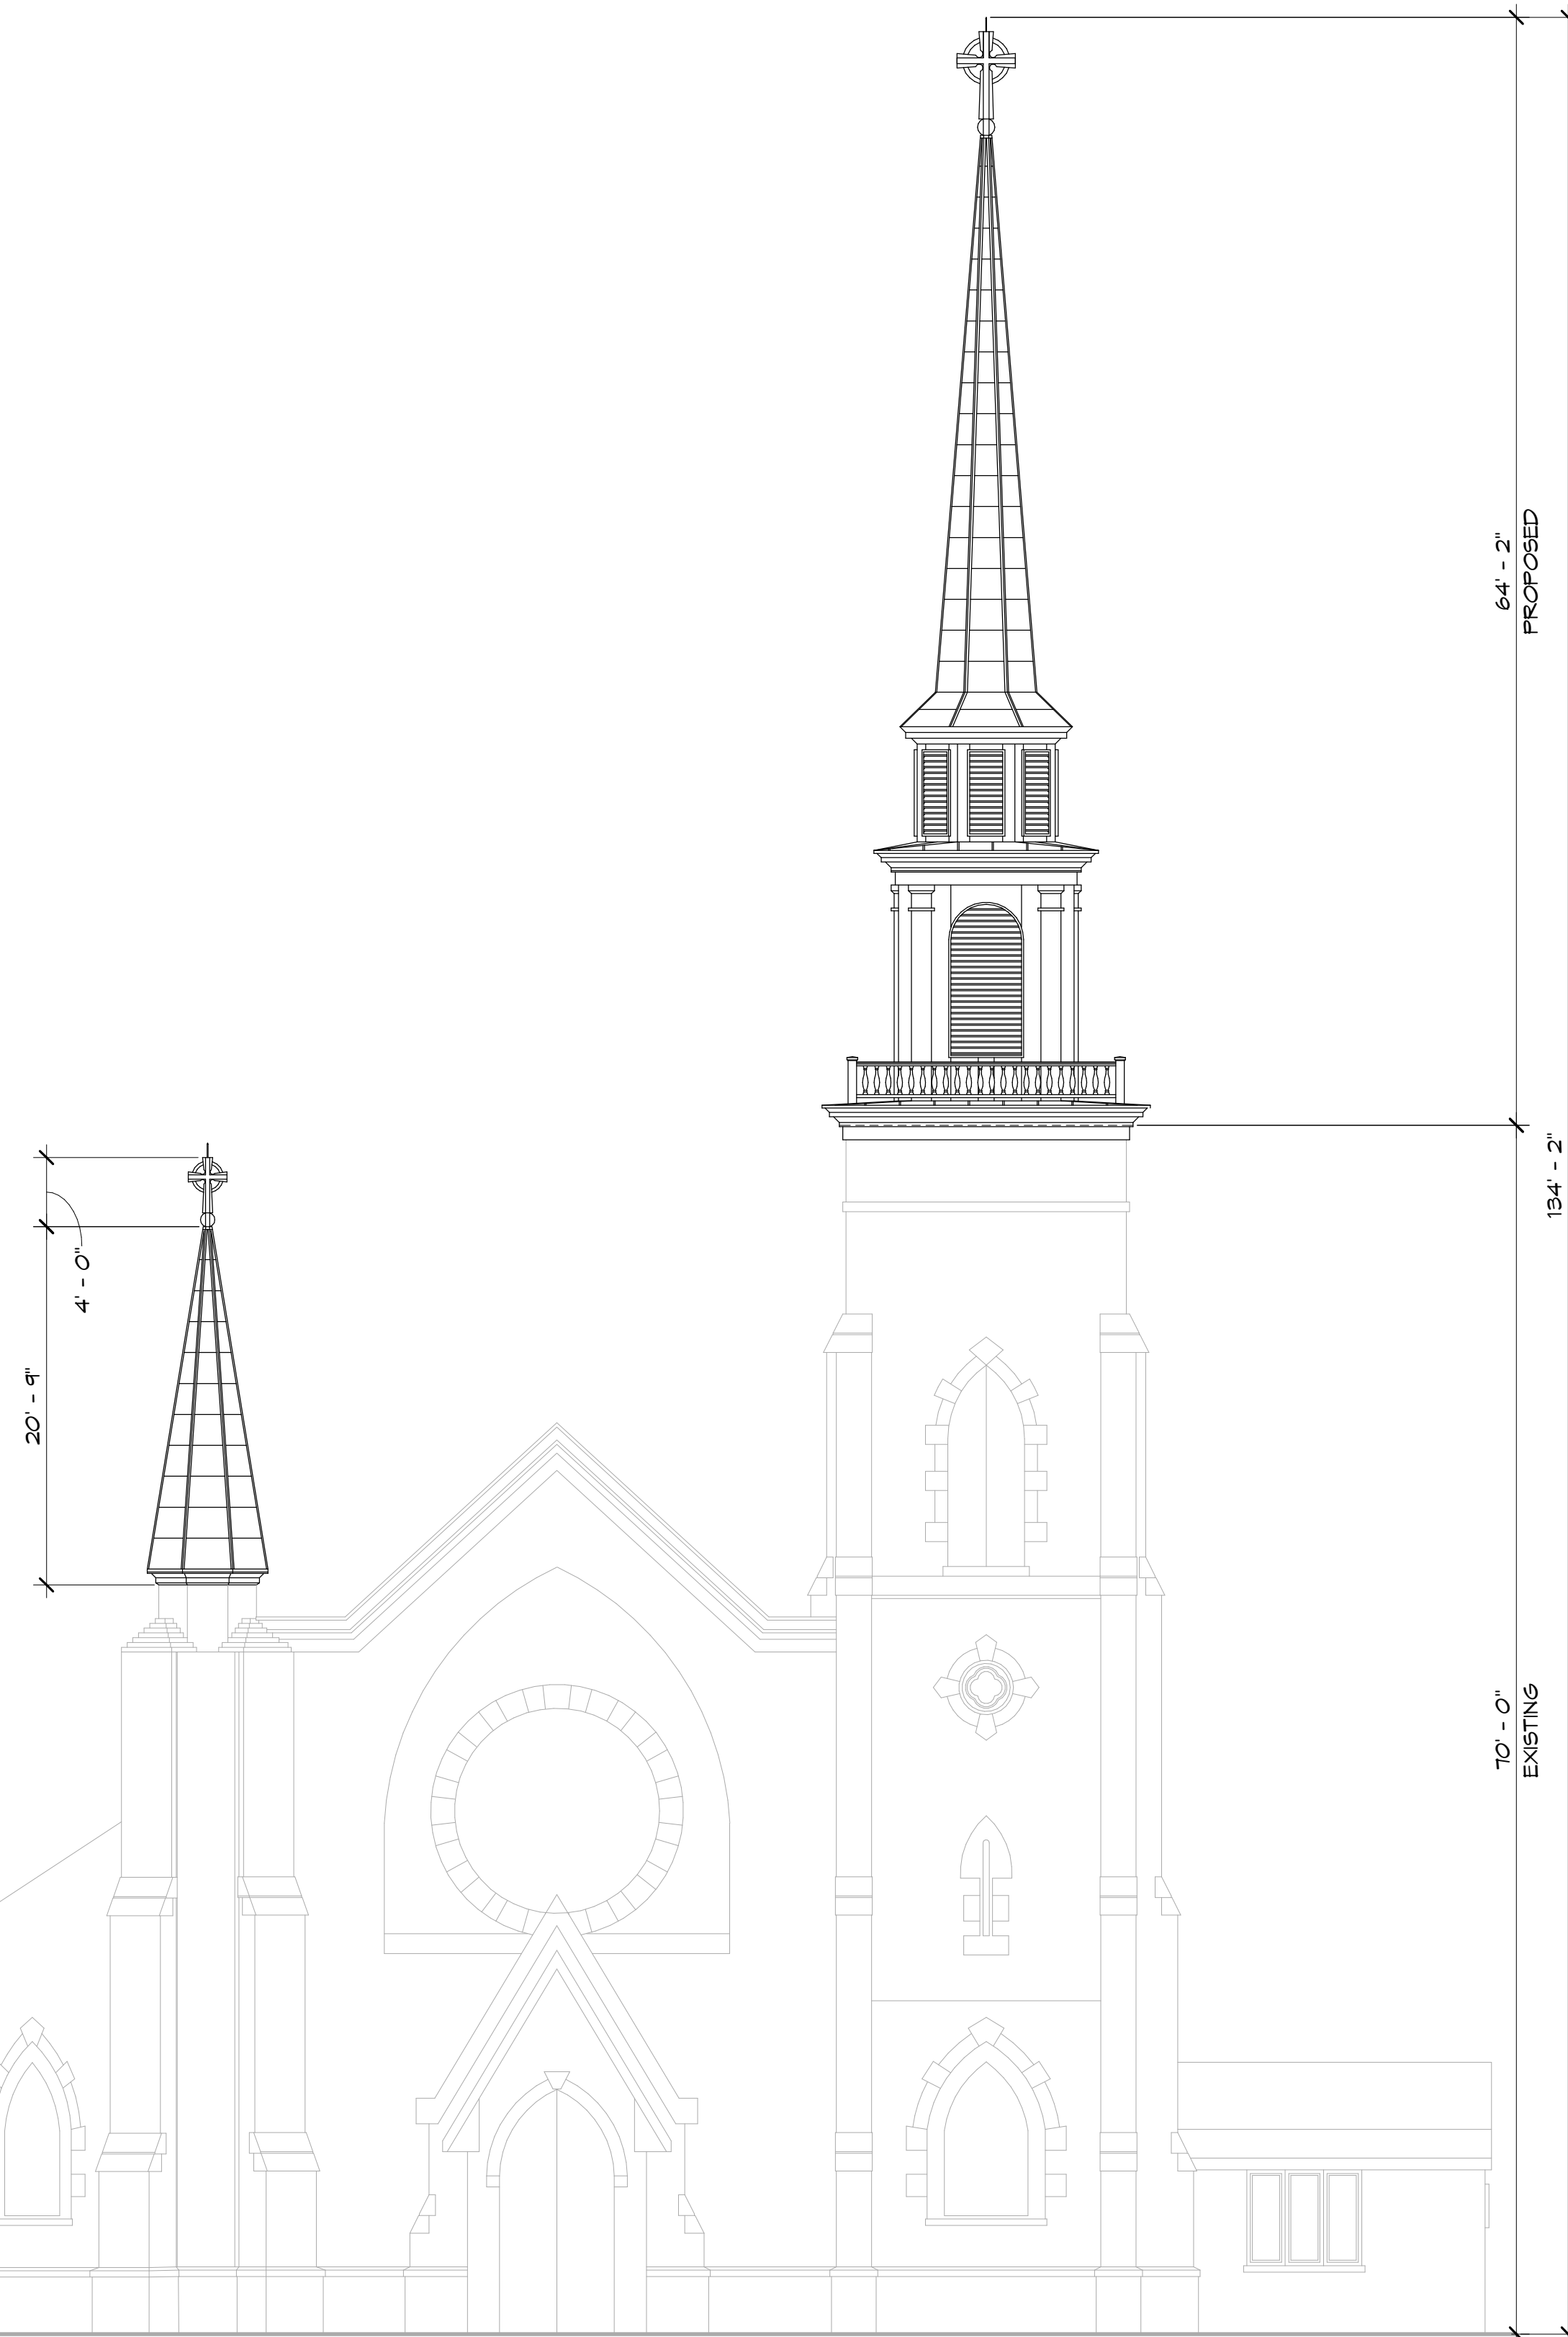 64' - 2"
PROPOSED
134' - 2"
4' - 0"
20' - 9"
70' - 0"
EXISTING